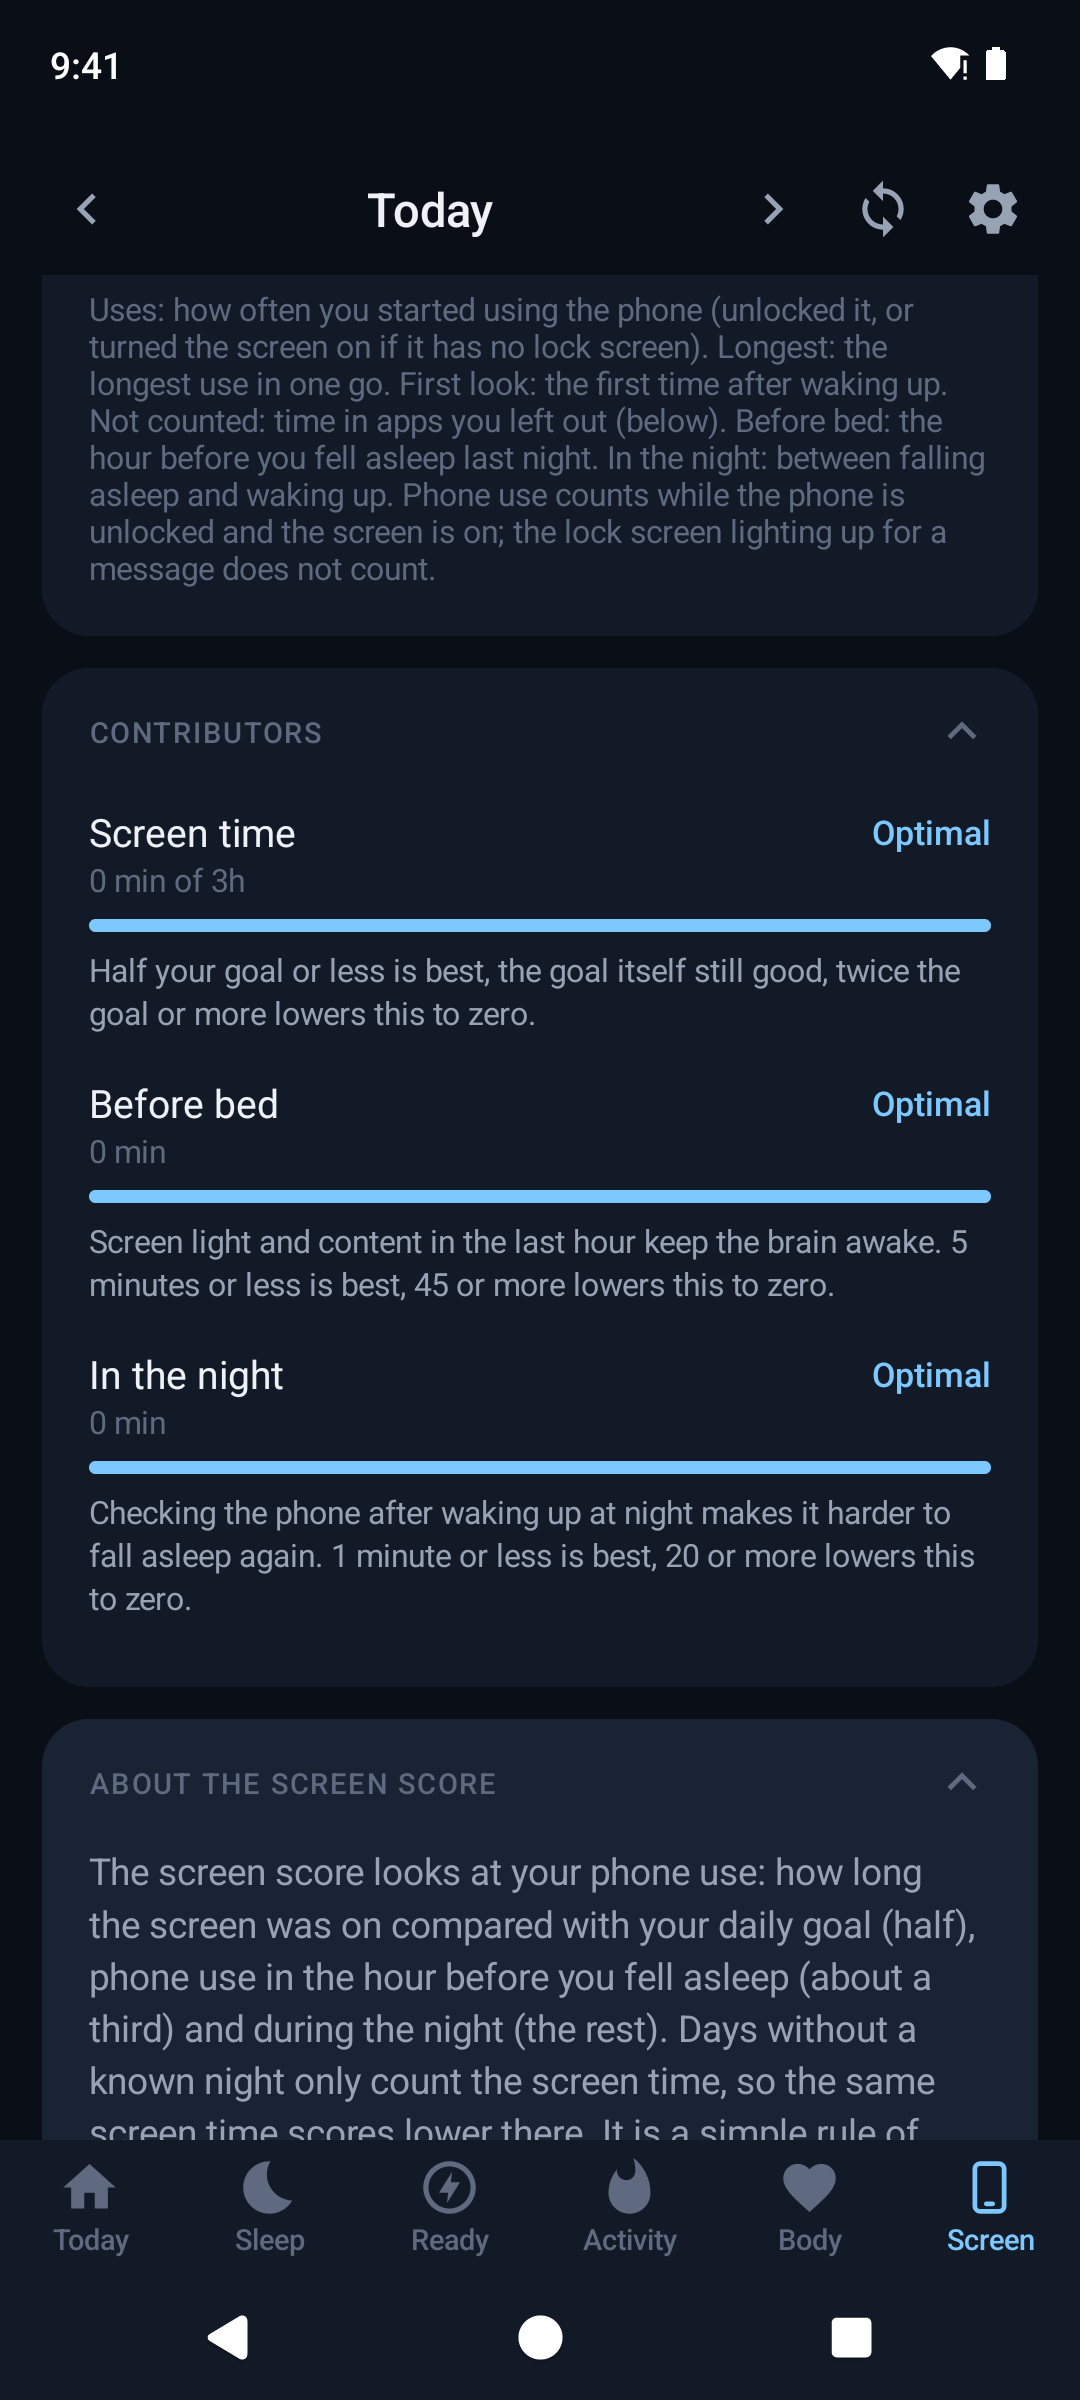 9:41
Today
Uses: how often you started using the phone (unlocked it, or
turned the screen on if it has no lock screen). Longest: the
longest use in one go. First look: the first time after waking up.
Not counted: time in apps you left out (below). Before bed: the
hour before you fell asleep last night. In the night: between falling
asleep and waking up. Phone use counts while the phone is
unlocked and the screen is on; the lock screen lighting up for a
message does not count.
CONTRIBUTORS
Screen time
Optimal
0 min of 3h
Half your goal or less is best, the goal itself still good, twice the
goal or more lowers this to zero.
Before bed
Optimal
0 min
Screen light and content in the last hour keep the brain awake. 5
minutes or less is best, 45 or more lowers this to zero.
In the night
Optimal
0 min
Checking the phone after waking up at night makes it harder to
fall asleep again. 1 minute or less is best, 20 or more lowers this
to zero.
ABOUT THE SCREEN SCORE
The screen score looks at your phone use: how long
the screen was on compared with your daily goal (half),
phone use in the hour before you fell asleep (about a
third) and during the night (the rest). Days without a
known night only count the screen time, so the same
screen time scores lower there. It is a simple rule of
Today
Sleep
Ready
Activity
Body
Screen